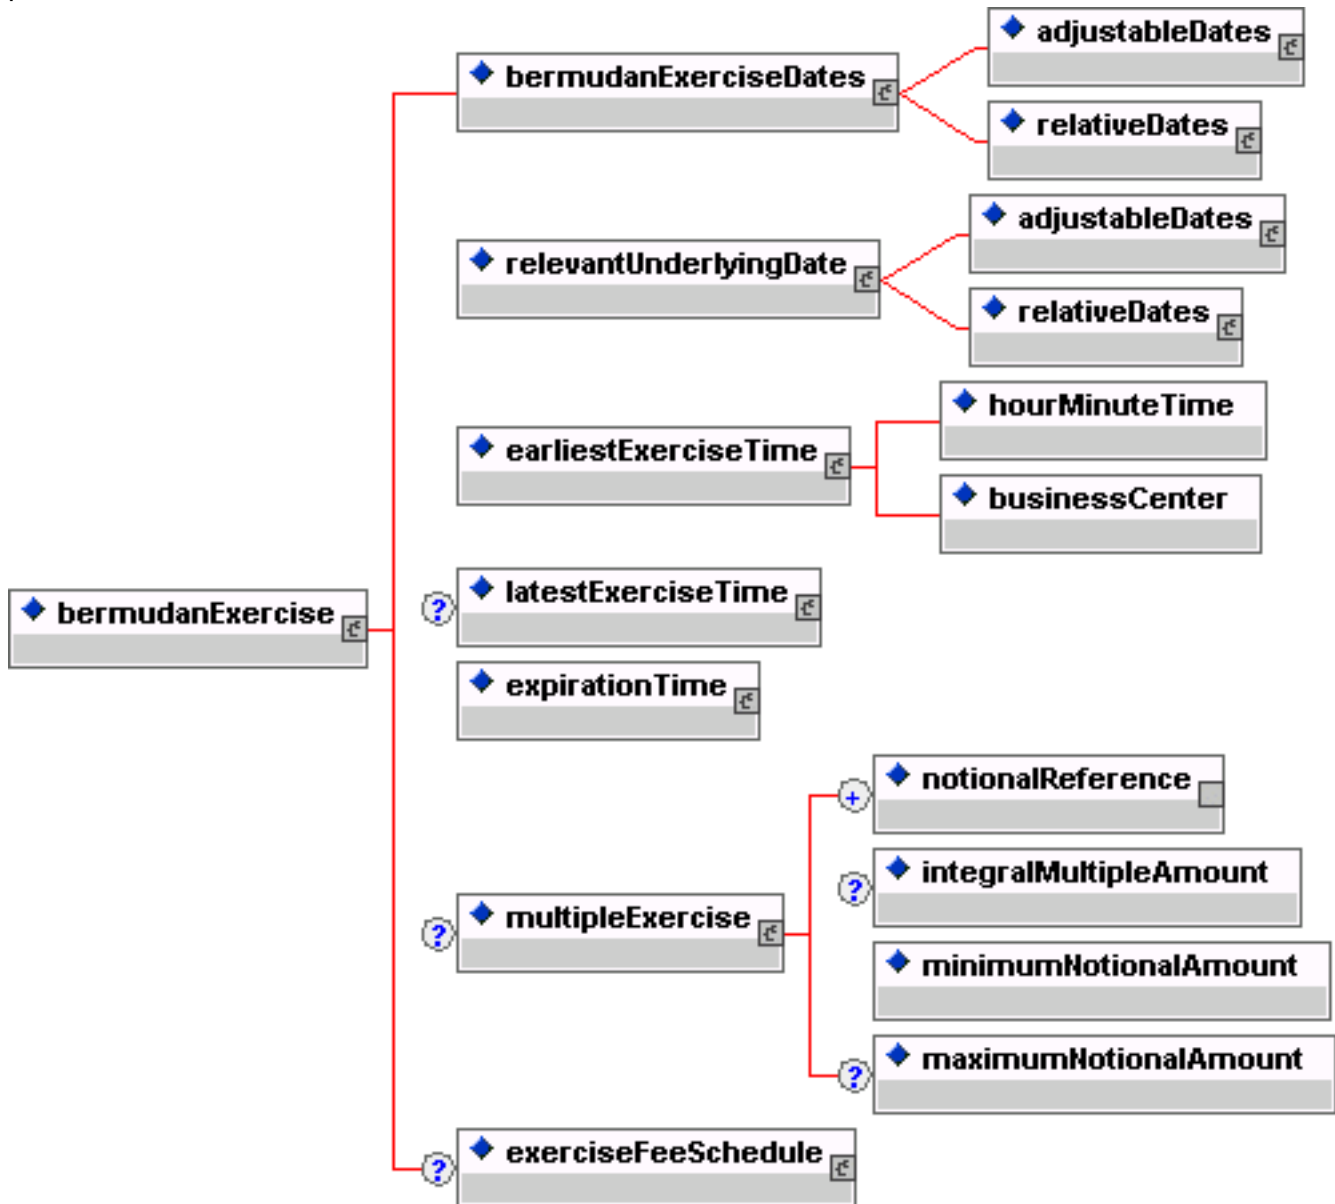 bermudanExercise
bermudanExerciseDates
adjustableDates
relativeDates
relevantUnderlyingDate
adjustableDates
relativeDates
earliestExerciseTime
hourMinuteTime
businessCenter
?
latestExerciseTime
expirationTime
?
multipleExercise
+
notionalReference
?
integralMultipleAmount
minimumNotionalAmount
?
maximumNotionalAmount
?
exerciseFeeSchedule